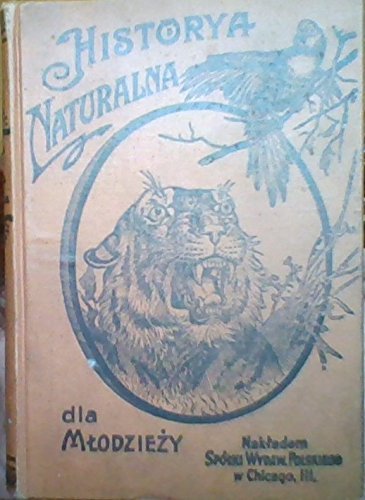 HISTORYA
NATURALNA
dla
MŁODZIEŻY
Nakładem
SPÓŁKI WYDAW. POLSKIEGO
w Chicago, Ill.